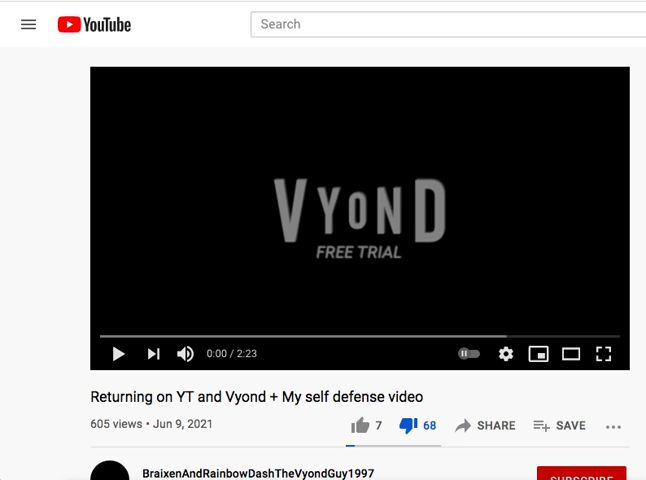 YouTube
Search
VYOND
FREE TRIAL
0:00 / 2:23
Returning on YT and Vyond + My self defense video
605 views • Jun 9, 2021
7
68
SHARE
SAVE
BraixenAndRainbowDashTheVyondGuy1997
SUBSCRIBE